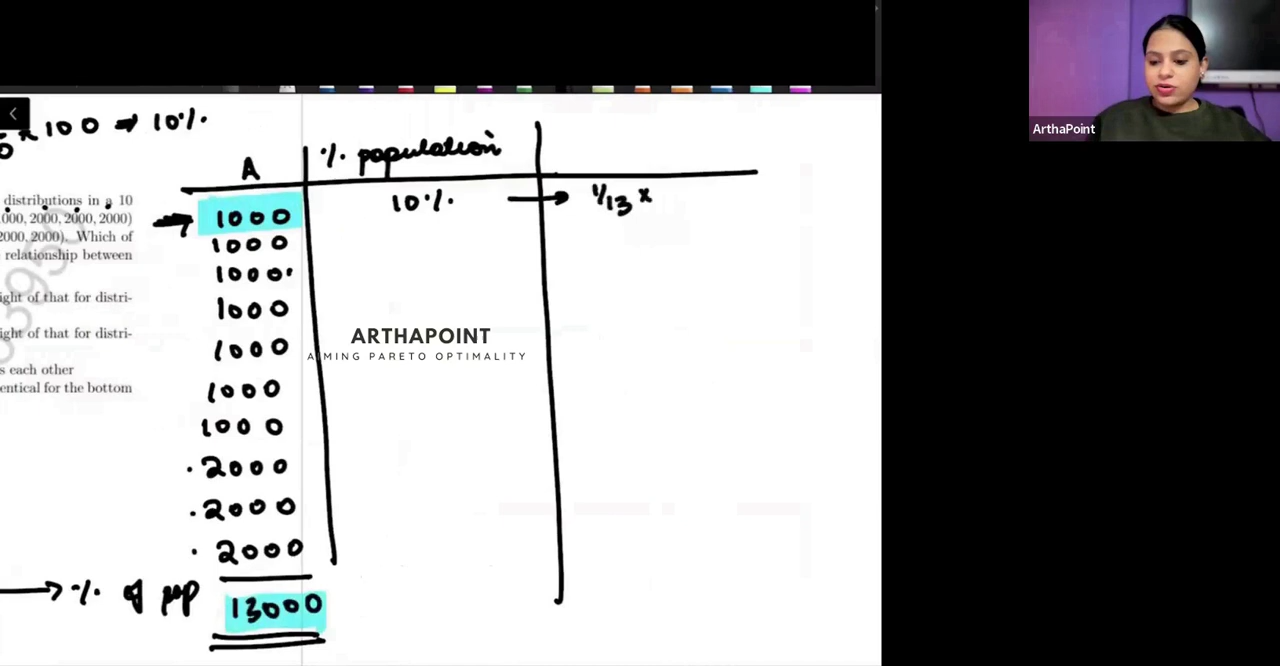 x 100 → 10%.
A
% population
distributions in a 10
000, 2000, 2000, 2000)
2000, 2000). Which of
relationship between
ight of that for distri-
ight of that for distri-
s each other
entical for the bottom
1000
10%. → 1/13 x
1000
1000
1000
1000
1000
1000
2000
2000
2000
→ % of pop
13000
ARTHAPOINT
AIMING PARETO OPTIMALITY
ArthaPoint